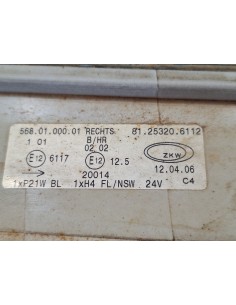 568.01.000.01 RECHTS 81.25320.6112
1 01 B/HR
02 02 ZKW
E12 6117 E12 12.5
20014 12.04.06
1xP21W BL 1xH4 FL/NSW 24V C4